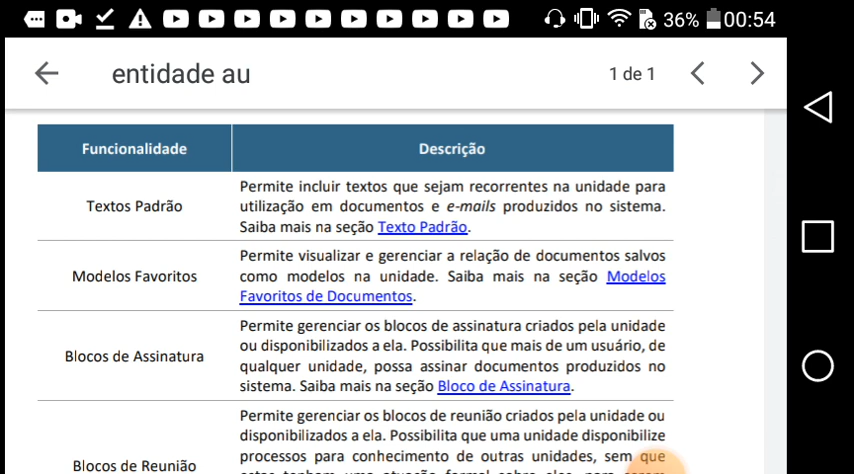 36% 00:54
entidade au 1 de 1
Funcionalidade Descrição
Textos Padrão
Permite incluir textos que sejam recorrentes na unidade para
utilização em documentos e e-mails produzidos no sistema.
Saiba mais na seção Texto Padrão.
Modelos Favoritos
Permite visualizar e gerenciar a relação de documentos salvos
como modelos na unidade. Saiba mais na seção Modelos
Favoritos de Documentos.
Blocos de Assinatura
Permite gerenciar os blocos de assinatura criados pela unidade
ou disponibilizados a ela. Possibilita que mais de um usuário, de
qualquer unidade, possa assinar documentos produzidos no
sistema. Saiba mais na seção Bloco de Assinatura.
Blocos de Reunião
Permite gerenciar os blocos de reunião criados pela unidade ou
disponibilizados a ela. Possibilita que uma unidade disponibilize
processos para conhecimento de outras unidades, sem que